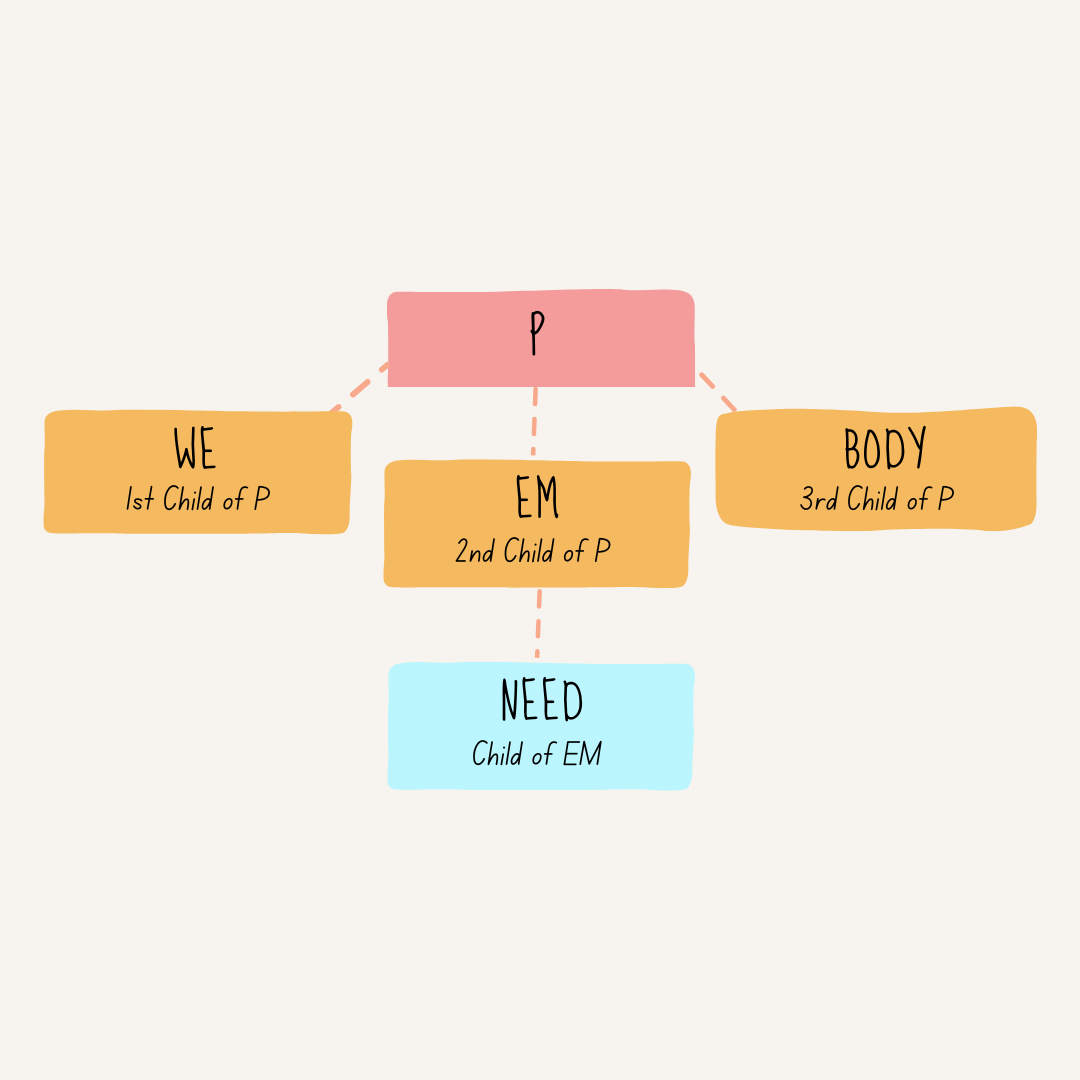 P
WE
1st Child of P
EM
2nd Child of P
BODY
3rd Child of P
NEED
Child of EM